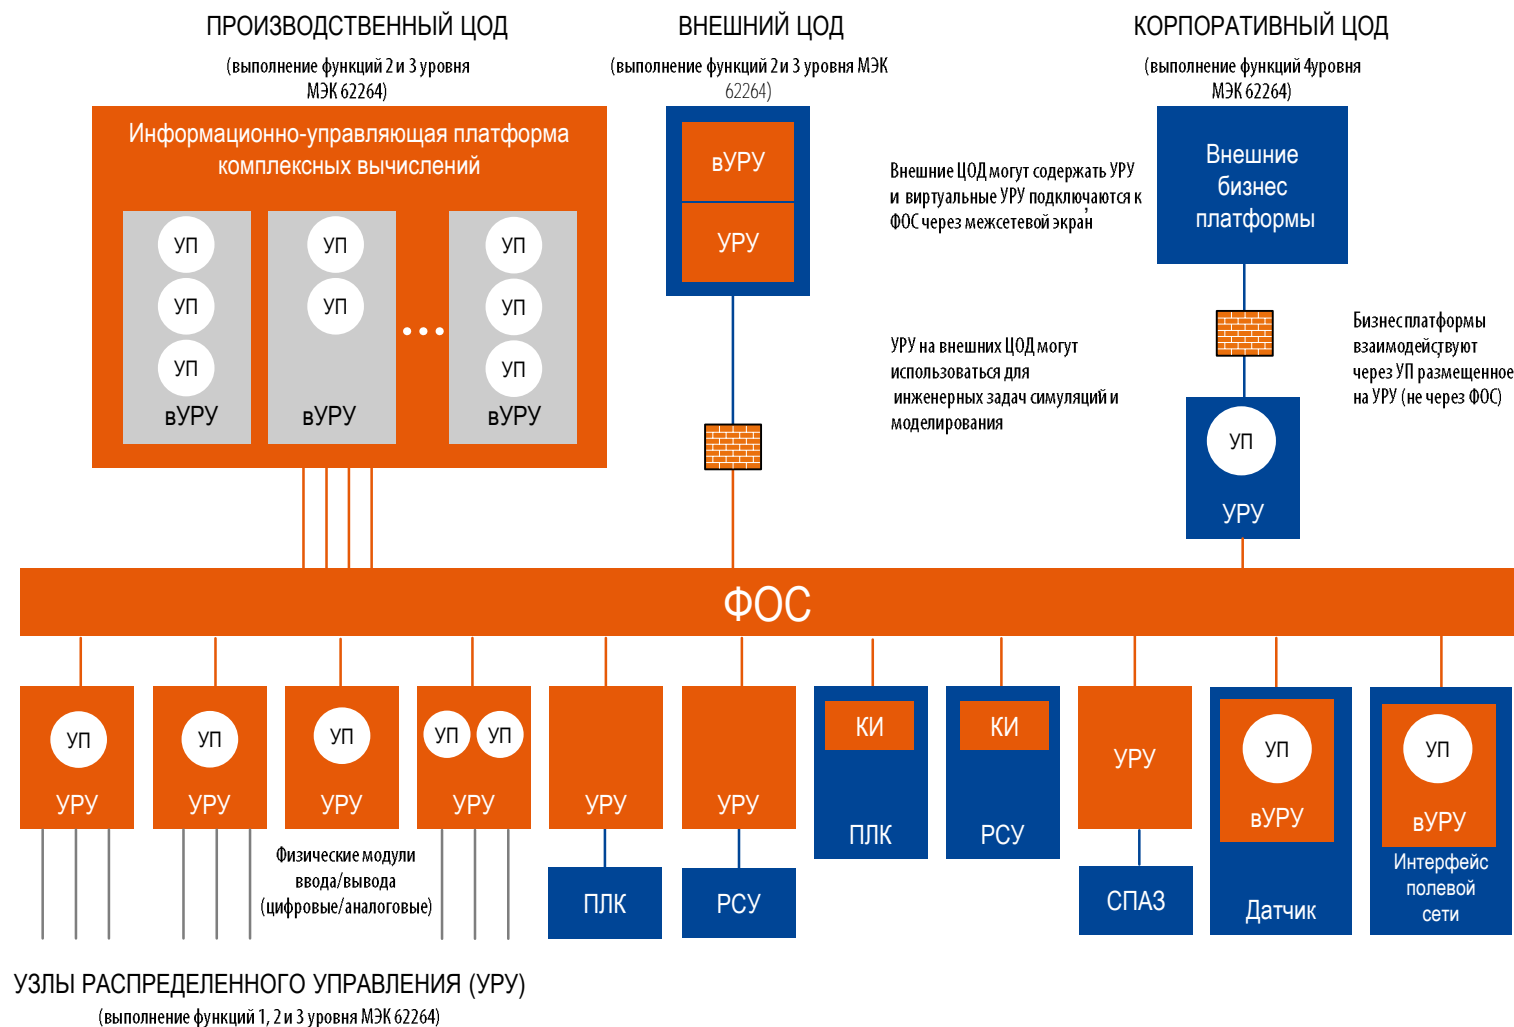 ПРОИЗВОДСТВЕННЫЙ ЦОД
(выполнение функций 2 и 3 уровня
МЭК 62264)
ВНЕШНИЙ ЦОД
(выполнение функций 2 и 3 уровня МЭК
62264)
КОРПОРАТИВНЫЙ ЦОД
(выполнение функций 4уровня
МЭК 62264)
Информационно-управляющая платформа
комплексных вычислений
УП
УП
УП
вУРУ
УП
УП
вУРУ
...
УП
УП
УП
вУРУ
вУРУ
УРУ
Внешние ЦОД могут содержать УРУ
и виртуальные УРУ подключаются к
ФОС через межсетевой экран,
УРУ на внешних ЦОД могут
использоваться для
инженерных задач симуляций и
моделирования
Внешние
бизнес
платформы
Бизнес платформы
взаимодействуют
через УП размещенное
на УРУ (не через ФОС)
УП
УРУ
ФОС
УП
УРУ
УП
УРУ
УП
УРУ
УП УП
УРУ
УРУ
ПЛК
УРУ
РСУ
КИ
ПЛК
КИ
РСУ
УРУ
СПАЗ
УП
вУРУ
Датчик
УП
вУРУ
Интерфейс
полевой
сети
Физические модули
ввода/вывода
(цифровые/аналоговые)
УЗЛЫ РАСПРЕДЕЛЕННОГО УПРАВЛЕНИЯ (УРУ)
(выполнение функций 1, 2 и 3 уровня МЭК 62264)